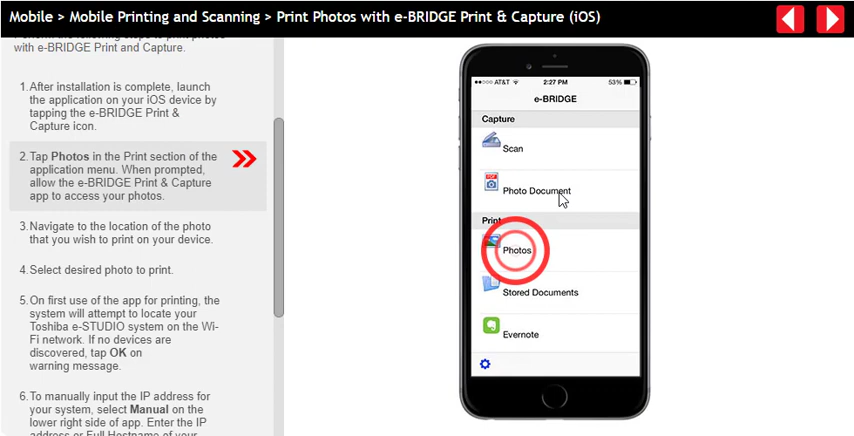 Mobile > Mobile Printing and Scanning > Print Photos with e-BRIDGE Print & Capture (iOS)
with e-BRIDGE Print and Capture.
1. After installation is complete, launch
the application on your iOS device by
tapping the e-BRIDGE Print &
Capture icon.
2. Tap Photos in the Print section of the
application menu. When prompted,
allow the e-BRIDGE Print & Capture
app to access your photos.
3. Navigate to the location of the photo
that you wish to print on your device.
4. Select desired photo to print.
5. On first use of the app for printing, the
system will attempt to locate your
Toshiba e-STUDIO system on the Wi-
Fi network. If no devices are
discovered, tap OK on
warning message.
6. To manually input the IP address for
your system, select Manual on the
lower right side of app. Enter the IP
address or Full Hostname of your
AT&T 2:27 PM 53%
e-BRIDGE
Capture
Scan
PDF
Photo Document
Print
Photos
Stored Documents
Evernote